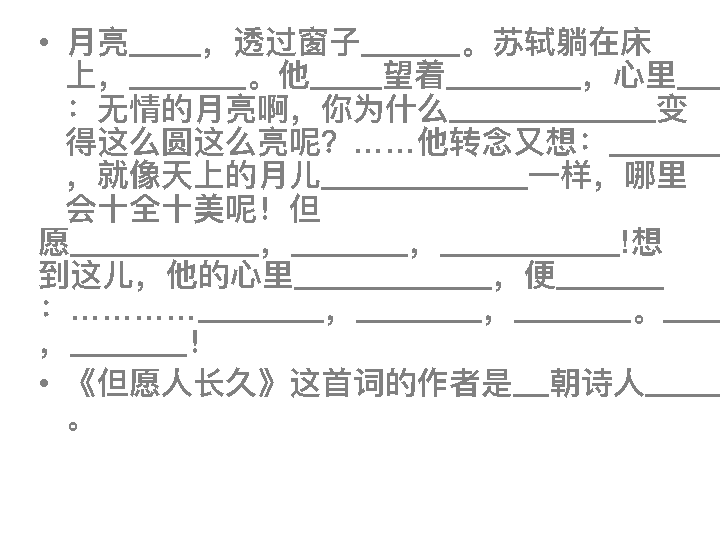 • 月亮____，透过窗子______。苏轼躺在床
上，_______。他____望着________，心里___
：无情的月亮啊，你为什么____________变
得这么圆这么亮呢？……他转念又想：_______
，就像天上的月儿____________一样，哪里
会十全十美呢！但
愿___________，_______，__________!想
到这儿，他的心里___________，便______
：…………_______，_______，_______。____
，_______！
• 《但愿人长久》这首词的作者是__朝诗人_____
。